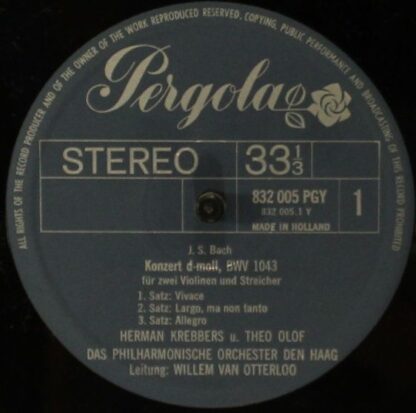 ALL RIGHTS OF THE RECORD PRODUCER AND OF THE OWNER OF THE WORK REPRODUCED RESERVED. COPYING, PUBLIC PERFORMANCE AND BROADCASTING OF THIS RECORD PROHIBITED
Pergola
STEREO
33 1/3
832 005 PGY
832 005.1 Y
1
MADE IN HOLLAND
J. S. Bach
Konzert d-moll, BWV 1043
für zwei Violinen und Streicher
1. Satz: Vivace
2. Satz: Largo, ma non tanto
3. Satz: Allegro
HERMAN KREBBERS u. THEO OLOF
DAS PHILHARMONISCHE ORCHESTER DEN HAAG
Leitung: WILLEM VAN OTTERLOO